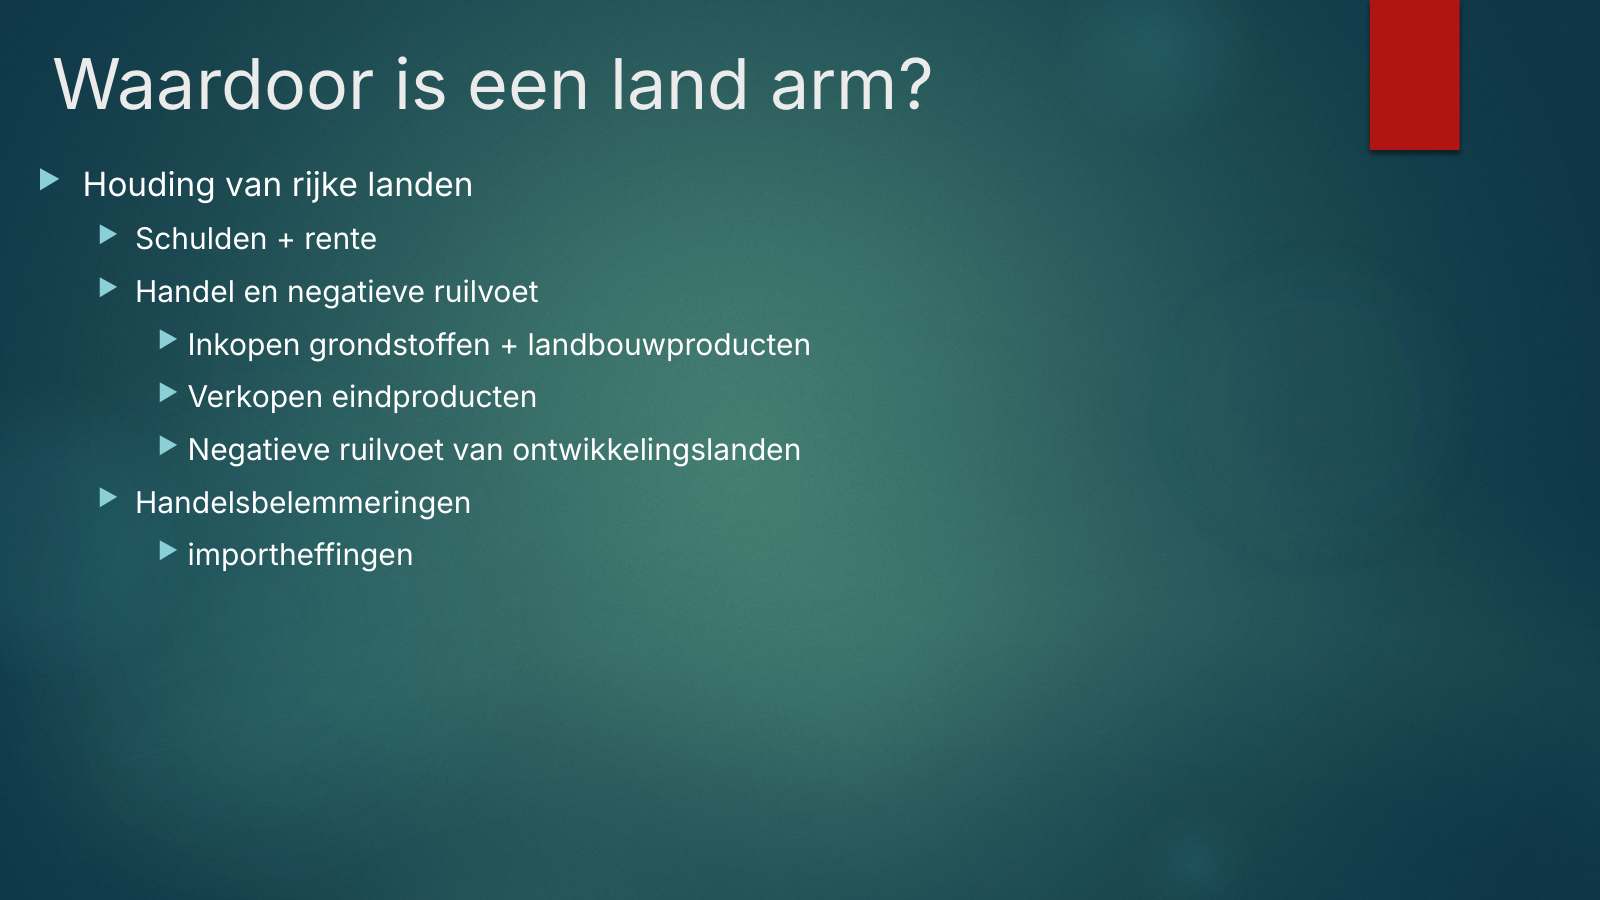 Waardoor is een land arm?
Houding van rijke landen
Schulden + rente
Handel en negatieve ruilvoet
Inkopen grondstoffen + landbouwproducten
Verkopen eindproducten
Negatieve ruilvoet van ontwikkelingslanden
Handelsbelemmeringen
importheffingen